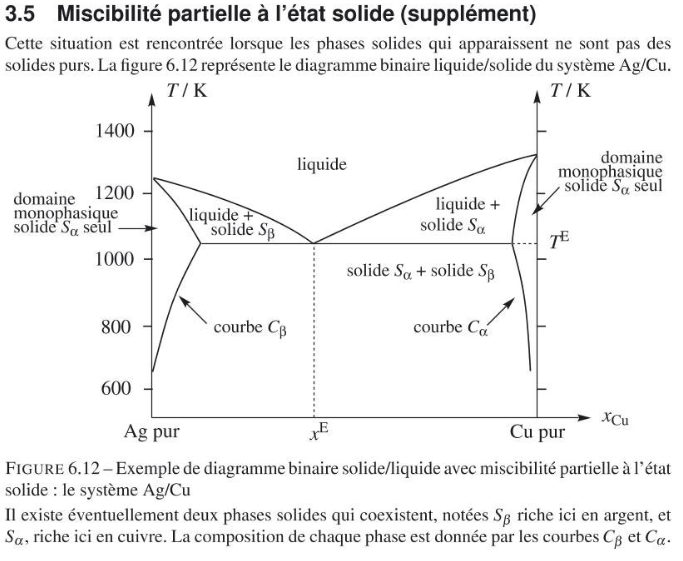 3.5 Miscibilité partielle à l'état solide (supplément)
Cette situation est rencontrée lorsque les phases solides qui apparaissent ne sont pas des
solides purs. La figure 6.12 représente le diagramme binaire liquide/solide du système Ag/Cu.
T / K
T / K
1400
liquide
domaine
monophasique
solide Sα seul
1200
domaine
monophasique
solide Sα seul
liquide +
solide Sβ
liquide +
solide Sα
T^E
1000
solide Sα + solide Sβ
800
courbe Cβ
courbe Cα
600
xCu
Ag pur
x^E
Cu pur
FIGURE 6.12 – Exemple de diagramme binaire solide/liquide avec miscibilité partielle à l'état
solide : le système Ag/Cu
Il existe éventuellement deux phases solides qui coexistent, notées Sβ riche ici en argent, et
Sα, riche ici en cuivre. La composition de chaque phase est donnée par les courbes Cβ et Cα.